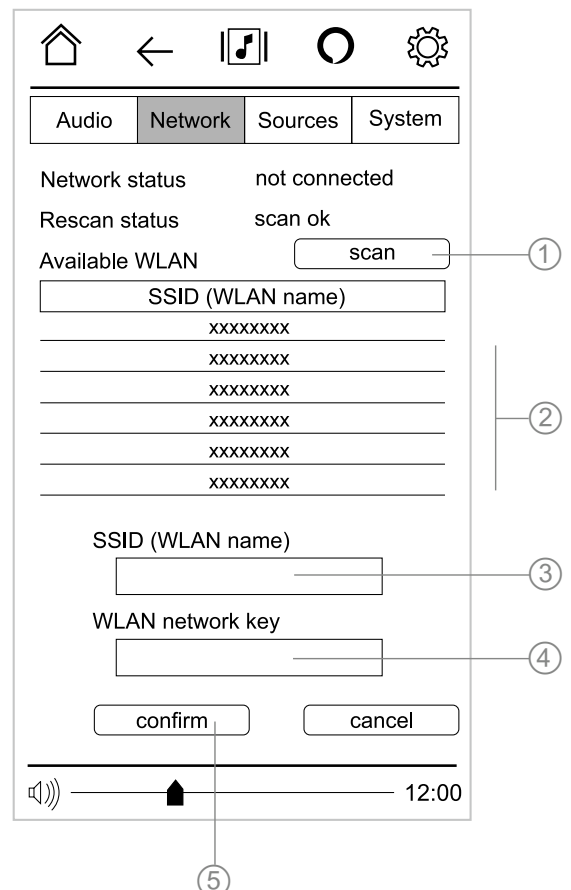 Audio Network Sources System
Network status not connected
Rescan status scan ok
Available WLAN scan
1
SSID (WLAN name)
xxxxxxxx
xxxxxxxx
xxxxxxxx
xxxxxxxx
2
xxxxxxxx
xxxxxxxx
SSID (WLAN name)
3
WLAN network key
4
confirm cancel
12:00
5